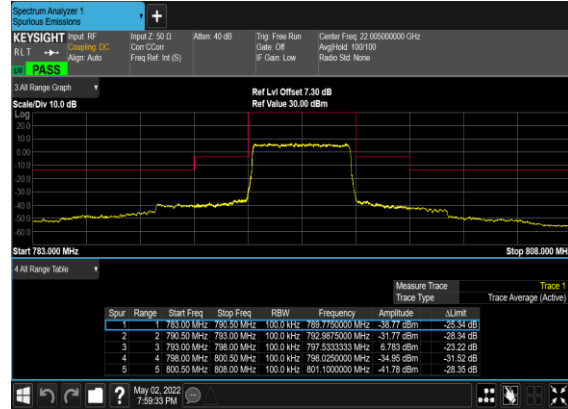 Spectrum Analyzer 1
Spurious Emissions
+
KEYSIGHT Input: RF Input Z: 50 Ω Atten: 40 dB Trig: Free Run Center Freq: 22.005000000 GHz
RLT Coupling: DC Corr CCorr Gate: Off Avg|Hold: 100/100
Align: Auto Freq Ref: Int (S) IF Gain: Low Radio Std: None
PASS
3 All Range Graph
Ref Lvl Offset 7.30 dB
Scale/Div 10.0 dB Ref Value 30.00 dBm
Log
20.0
10.0
0.00
-10.0
-20.0
-30.0
-40.0
-50.0
-60.0
Start 783.000 MHz Stop 808.000 MH
4 All Range Table
Measure Trace Trace 1
Trace Type Trace Average (Active)
Spur Range Start Freq Stop Freq RBW Frequency Amplitude ΔLimit
1 1 783.00 MHz 790.50 MHz 100.0 kHz 789.7750000 MHz -38.77 dBm -25.34 dB
2 2 790.50 MHz 793.00 MHz 100.0 kHz 792.9875000 MHz -31.77 dBm -28.34 dB
3 3 793.00 MHz 798.00 MHz 100.0 kHz 797.5333333 MHz 6.783 dBm -23.22 dB
4 4 798.00 MHz 800.50 MHz 100.0 kHz 798.0250000 MHz -34.95 dBm -31.52 dB
5 5 800.50 MHz 808.00 MHz 100.0 kHz 801.1000000 MHz -41.78 dBm -28.35 dB
? May 02, 2022
7:59:33 PM